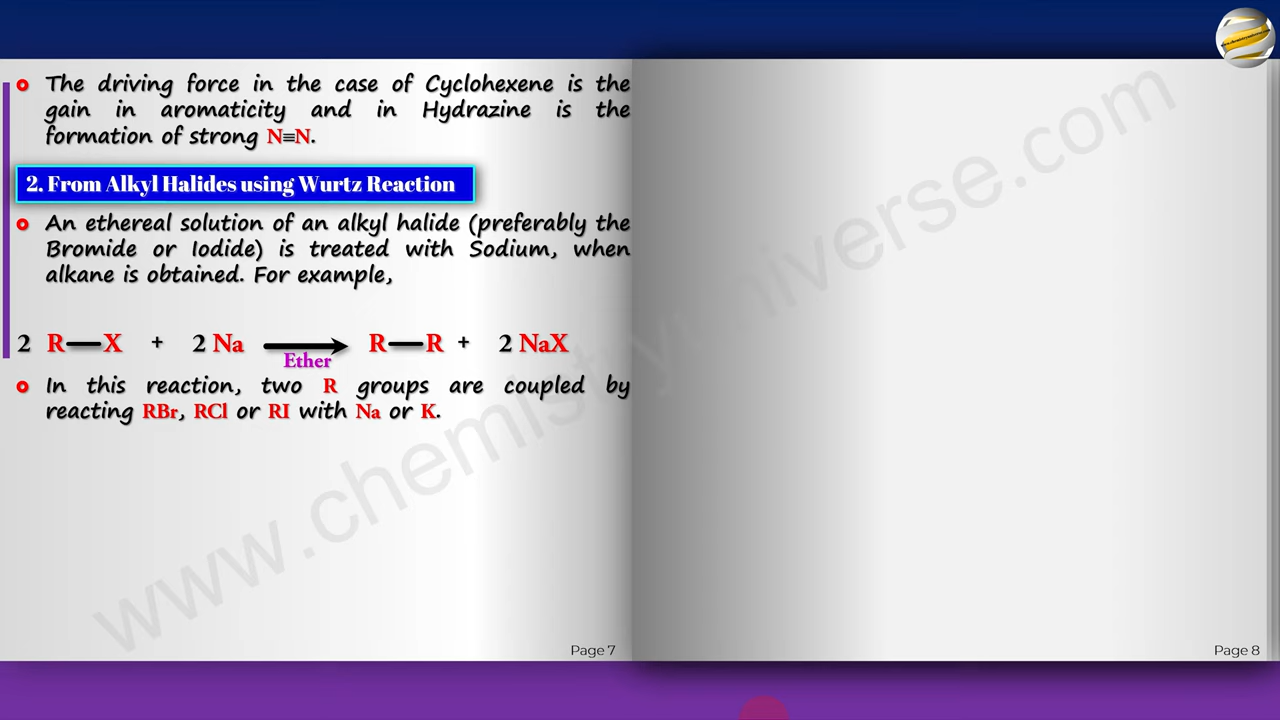 The driving force in the case of Cyclohexene is the
gain in aromaticity and in Hydrazine is the
formation of strong N≡N.
2. From Alkyl Halides using Wurtz Reaction
An ethereal solution of an alkyl halide (preferably the
Bromide or Iodide) is treated with Sodium, when
alkane is obtained. For example,
2 R—X + 2 Na ⟶ R—R + 2 NaX
Ether
In this reaction, two R groups are coupled by
reacting RBr, RCl or RI with Na or K.
www.chemistryuniverse.com
Page 7
Page 8